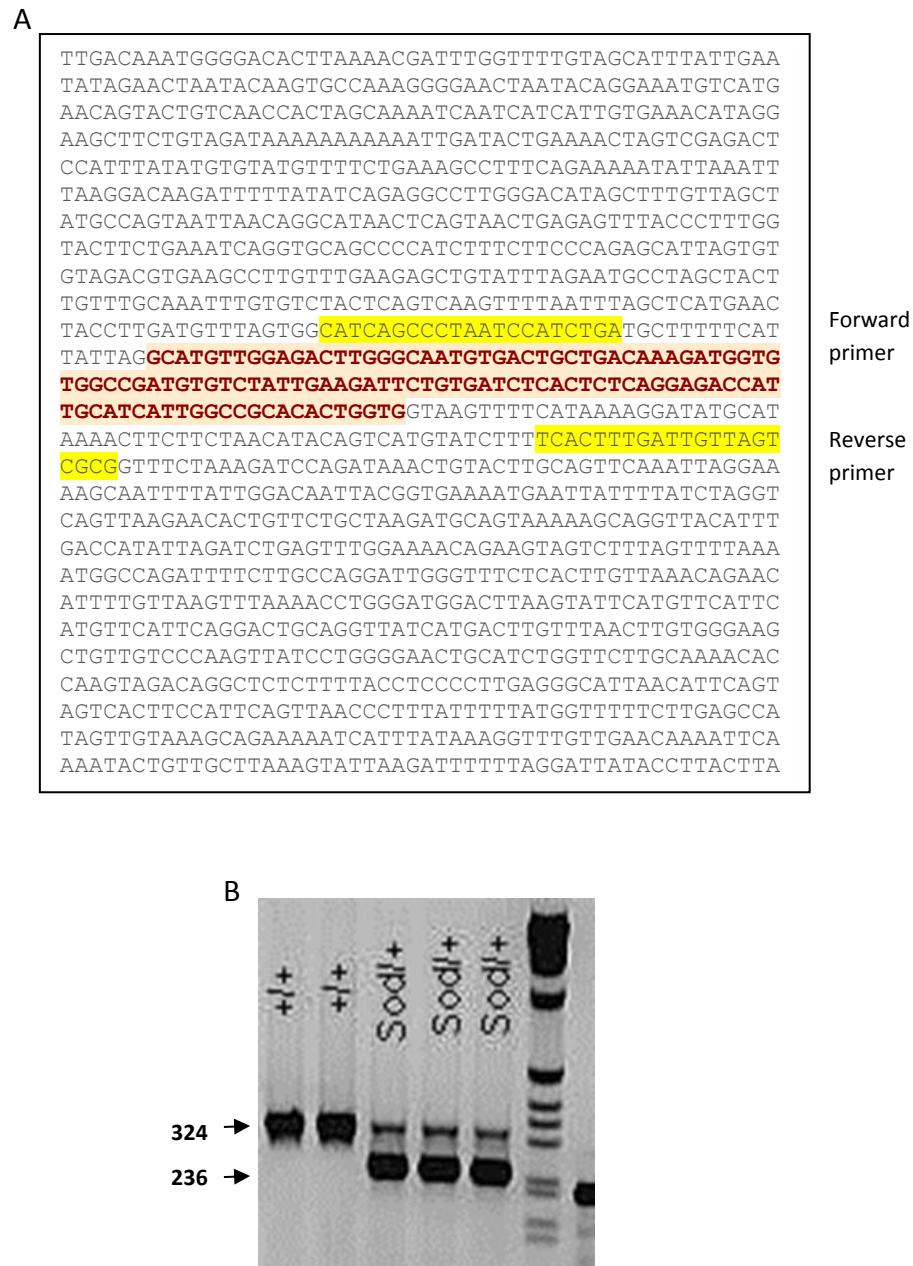 A
TTGACAAATGGGGACACTTAAAACGATTTGGTTTTGTAGCATTTATTGAA
TATAGAACTAATACAAGTGCCAAAGGGGAACTAATACAGGAAATGTCATG
AACAGTACTGTCAACCACTAGCAAAATCAATCATCATTGTGAAACATAGG
AAGCTTCTGTAGATAAAAAAAAAAAATTGATACTGAAAACTAGTCGAGACT
CCATTTATATGTGTATGTTTTCTGAAAGCCTTTCAGAAAAATATTAAATT
TAAGGACAAGATTTTTATATCAGAGGCCTTGGGACATAGCTTTGTTAGCT
ATGCCAGTAATTAACAGGCATAACTCAGTAACTGAGAGTTTACCCTTTGG
TACTTCTGAAATCAGGTGCAGCCCCATCTTTCTTCCCAGAGCATTAGTGT
GTAGACGTGAAGCCTTGTTTGAAGAGCTGTATTTAGAATGCCTAGCTACT
TGTTTGCAAATTTGTGTCTACTCAGTCAAGTTTTAATTTAGCTCATGAAC
TACCTTGATGTTTAGTGGCATCAGCCCTAATCCATCTGATGCTTTTTCAT
Forward
primer
TATTAGGCATGTTGGAGACTTGGGCAATGTGACTGCTGACAAAGATGGTG
TGGCCGATGTGTCTATTGAAGATTCTGTGATCTCACTCTCAGGAGACCAT
TGCATCATTGGCCGCACACTGGTGGTAAGTTTTCATAAAAGGATATGCAT
AAAACTTCTTCTAACATACAGTCATGTATCTTTTCACTTTGATTGTTAGT
Reverse
primer
CGCGGTTTCTAAAGATCCAGATAAACTGTACTTGCAGTTCAAATTAGGAA
AAGCAATTTTATTGGACAATTACGGTGAAAATGAATTATTTTATCTAGGT
CAGTTAAGAACACTGTTCTGCTAAGATGCAGTAAAAAGCAGGTTACATTT
GACCATATTAGATCTGAGTTTGGAAAACAGAAGTAGTCTTTAGTTTTAAA
ATGGCCAGATTTTCTTGCCAGGATTGGGTTTCTCACTTGTTAAACAGAAC
ATTTTGTTAAGTTTAAAACCTGGGATGGACTTAAGTATTCATGTTCATTC
ATGTTCATTCAGGACTGCAGGTTATCATGACTTGTTTAACTTGTGGGAAG
CTGTTGTCCCAAGTTATCCTGGGGAACTGCATCTGGTTCTTGCAAAACAC
CAAGTAGACAGGCTCTCTTTTACCTCCCCTTGAGGGCATTAACATTCAGT
AGTCACTTCCATTCAGTTAACCCTTTATTTTTATGGTTTTTCTTGAGCCA
TAGTTGTAAAGCAGAAAAATCATTTATAAAGGTTTGTTGAACAAAATTCA
AAATACTGTTGCTTAAAGTATTAAGATTTTTTAGGATTATACCTTACTTA
B
+/+
+/+
Sod/+
Sod/+
Sod/+
324
236